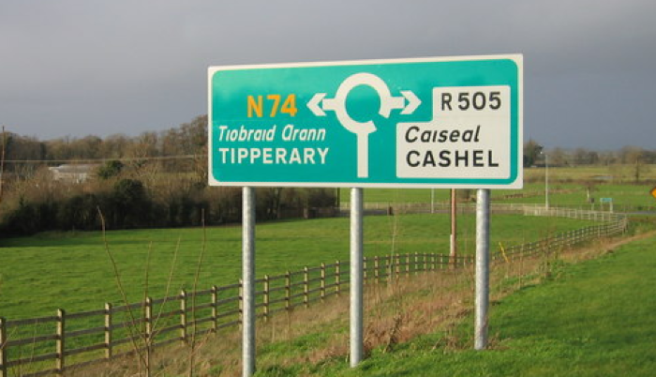 N74
Tiobraid Árann
TIPPERARY
R505
Caiseal
CASHEL